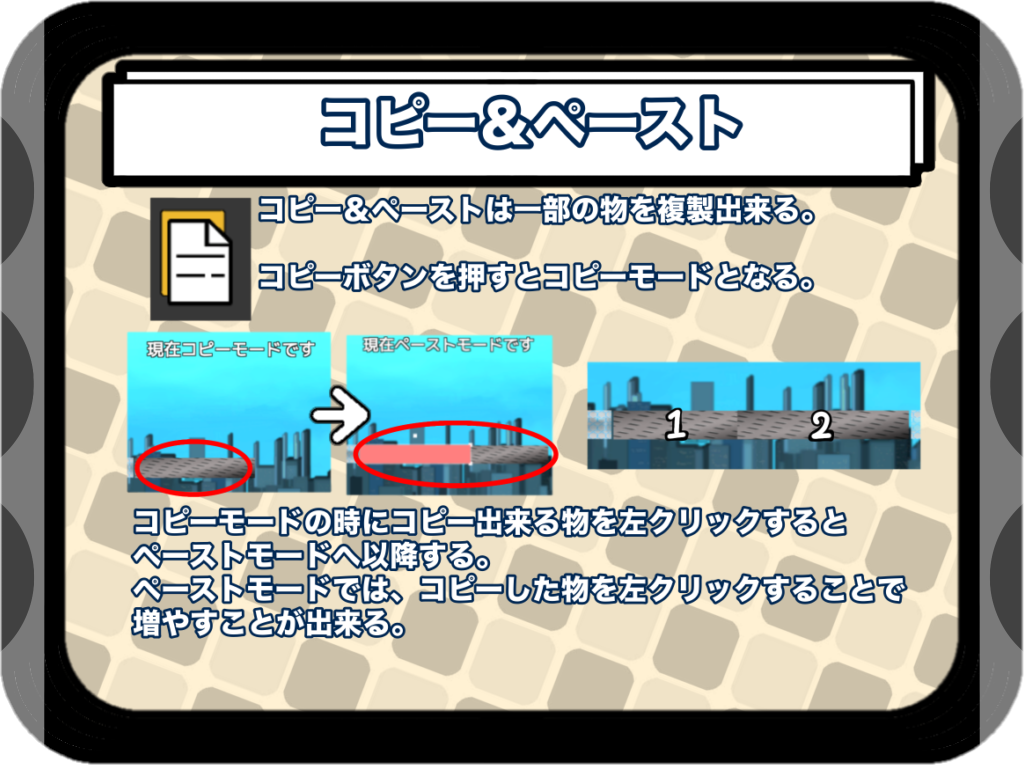 コピー&ペースト
コピー&ペーストは一部の物を複製出来る。
コピーボタンを押すとコピーモードとなる。
現在コピーモードです
現在ペーストモードです
1
2
コピーモードの時にコピー出来る物を左クリックすると
ペーストモードへ以降する。
ペーストモードでは、コピーした物を左クリックすることで
増やすことが出来る。